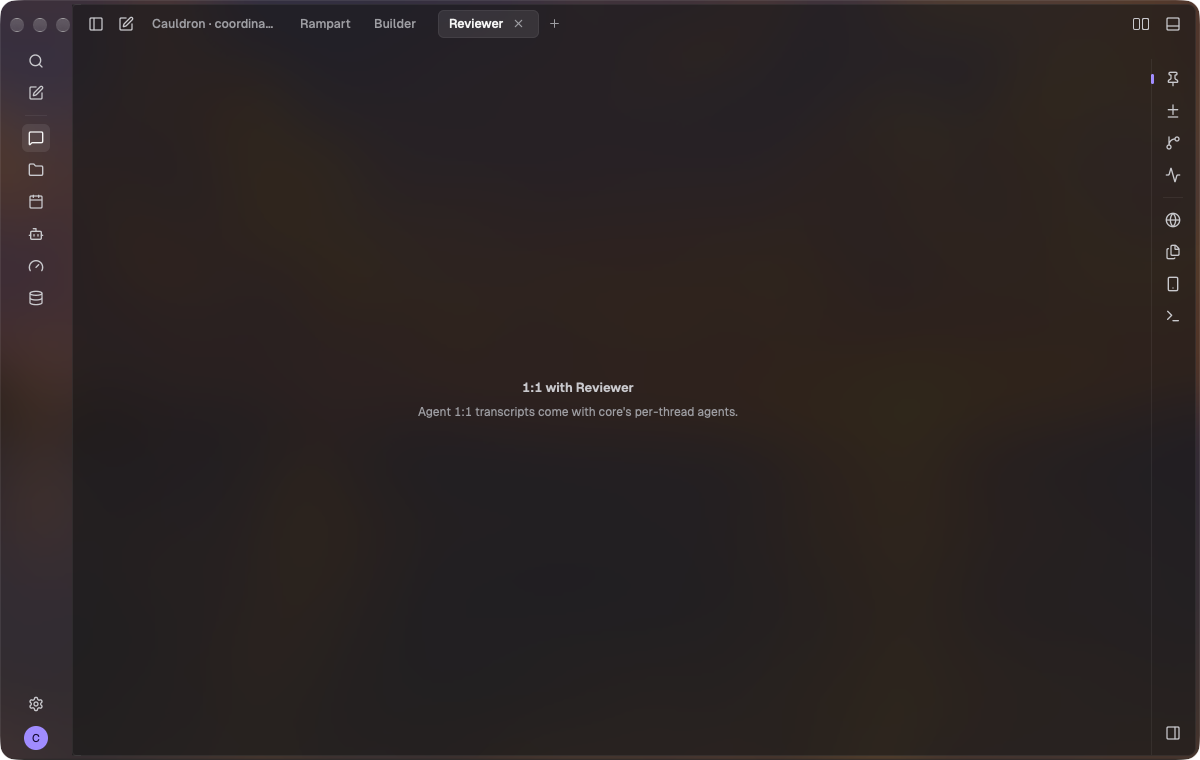 Cauldron · coordina...
Rampart
Builder
Reviewer
1:1 with Reviewer
Agent 1:1 transcripts come with core's per-thread agents.
C